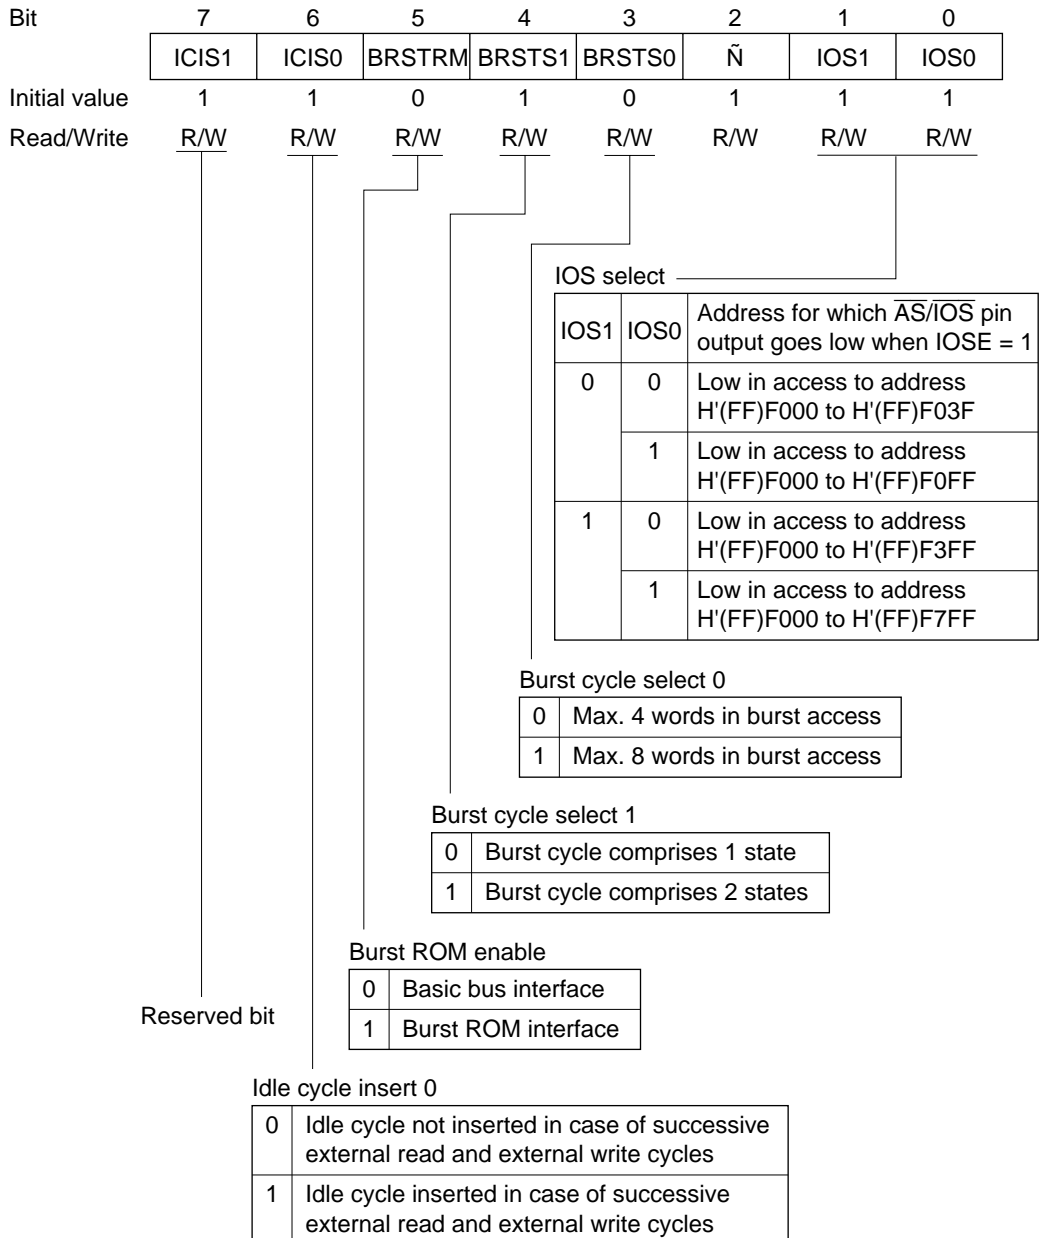 Bit 7 6 5 4 3 2 1 0
ICIS1 ICIS0 BRSTRM BRSTS1 BRSTS0 Ñ IOS1 IOS0
Initial value 1 1 0 1 0 1 1 1
Read/Write R/W R/W R/W R/W R/W R/W R/W R/W
IOS select
IOS1 IOS0 Address for which AS/IOS pin
output goes low when IOSE = 1
0 0 Low in access to address
H'(FF)F000 to H'(FF)F03F
1 Low in access to address
H'(FF)F000 to H'(FF)F0FF
1 0 Low in access to address
H'(FF)F000 to H'(FF)F3FF
1 Low in access to address
H'(FF)F000 to H'(FF)F7FF
Burst cycle select 0
0 Max. 4 words in burst access
1 Max. 8 words in burst access
Burst cycle select 1
0 Burst cycle comprises 1 state
1 Burst cycle comprises 2 states
Burst ROM enable
0 Basic bus interface
1 Burst ROM interface
Reserved bit
Idle cycle insert 0
0 Idle cycle not inserted in case of successive
external read and external write cycles
1 Idle cycle inserted in case of successive
external read and external write cycles